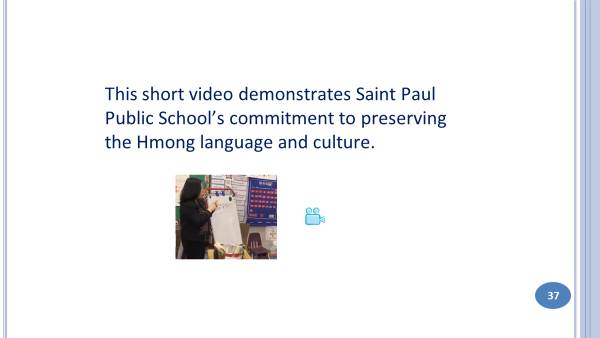 This short video demonstrates Saint Paul
Public School’s commitment to preserving
the Hmong language and culture.
37